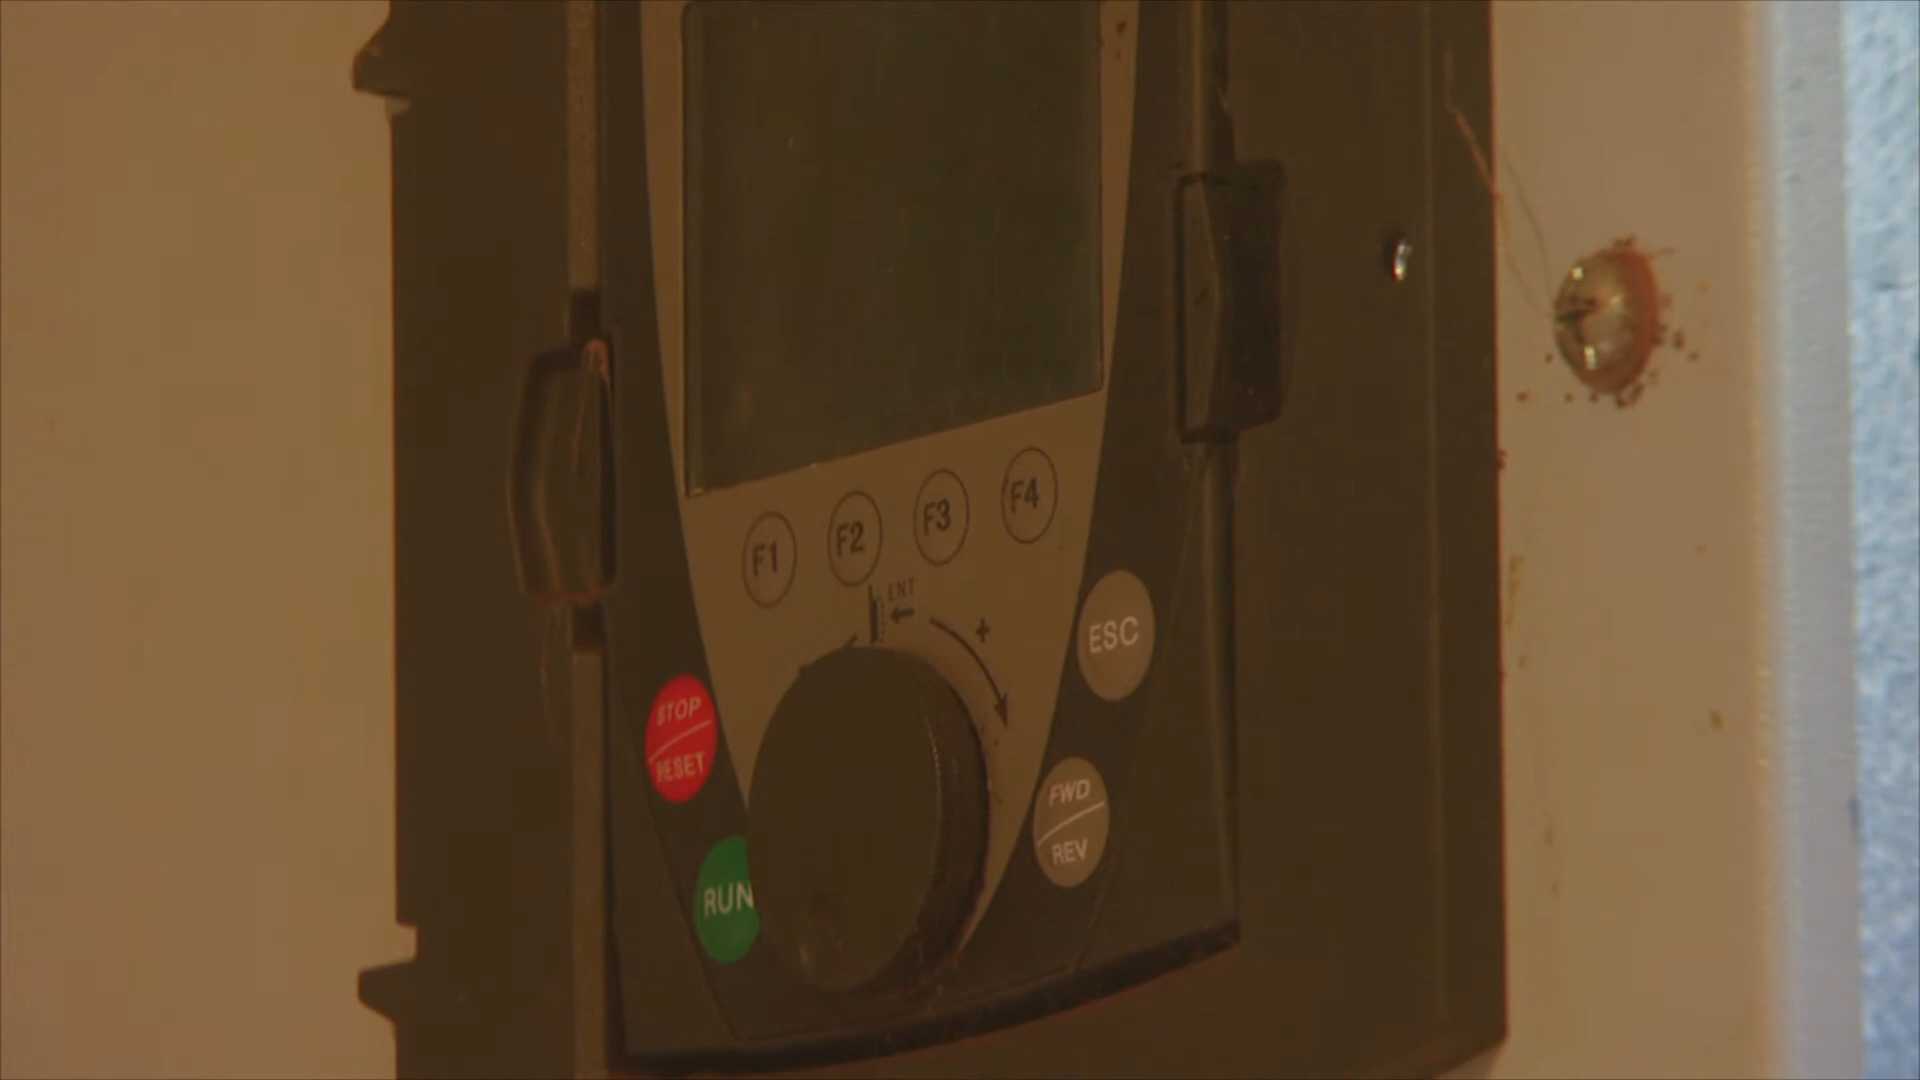 F1 F2 F3 F4
ENT
+
ESC
STOP
RESET
FWD
REV
RUN